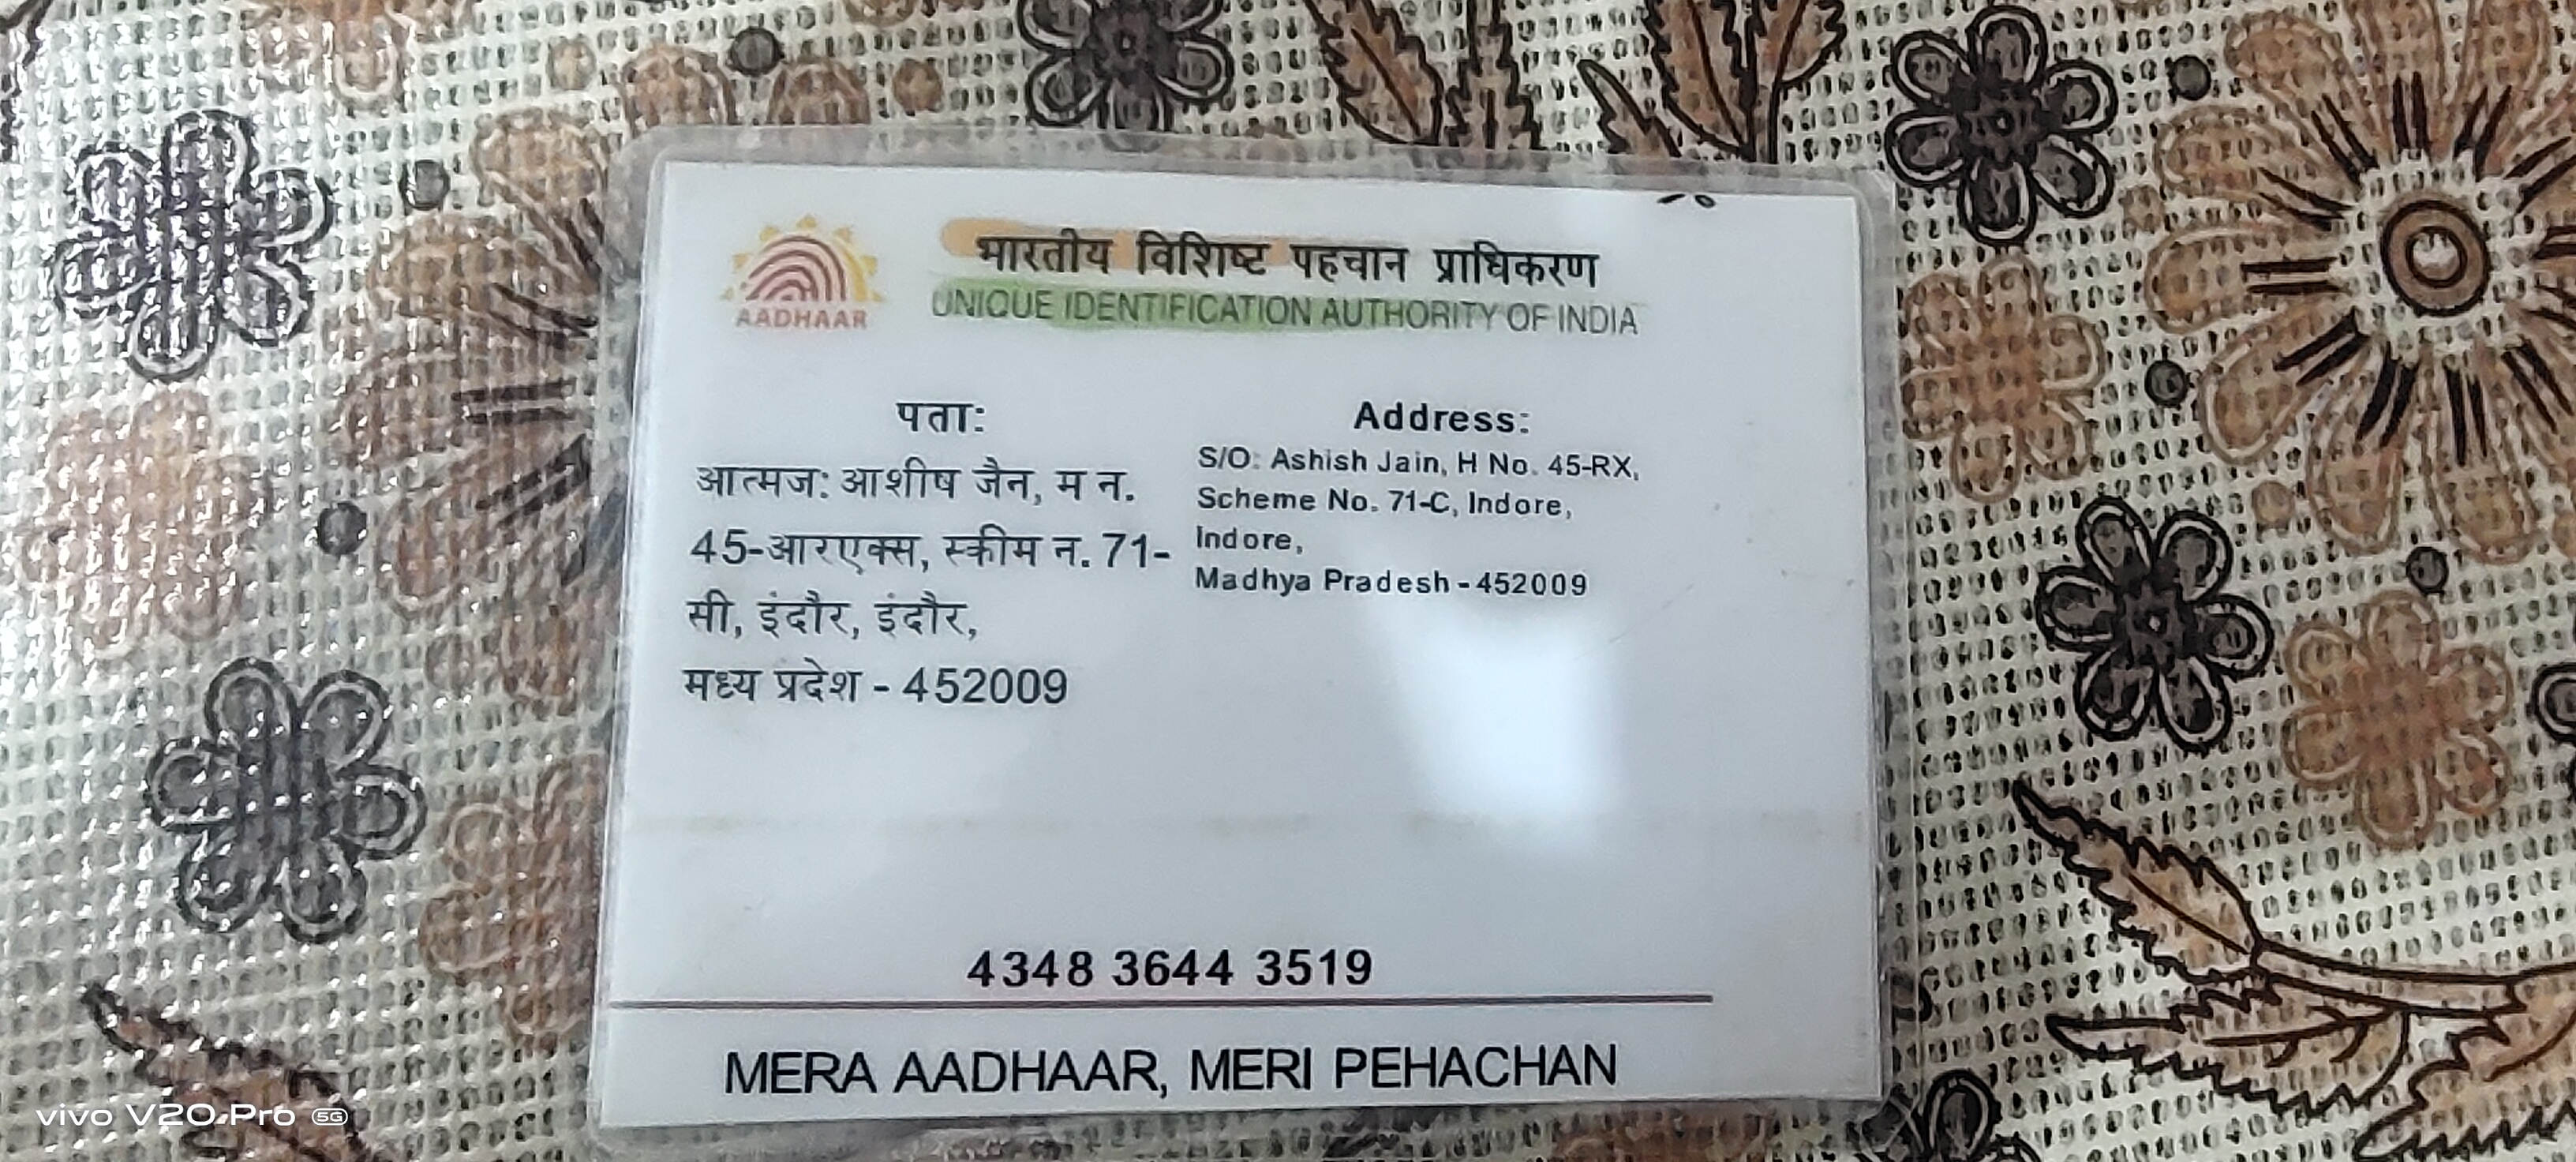 भारतीय विशिष्ट पहचान प्राधिकरण
UNIQUE IDENTIFICATION AUTHORITY OF INDIA
AADHAAR
पता:
आत्मज: आशीष जैन, म न.
45-आरएक्स, स्कीम न. 71-
सी, इंदौर, इंदौर,
मध्य प्रदेश - 452009
Address:
S/O: Ashish Jain, H No. 45-RX,
Scheme No. 71-C, Indore,
Indore,
Madhya Pradesh - 452009
4348 3644 3519
MERA AADHAAR, MERI PEHACHAN
vivo V20 Pro 5G